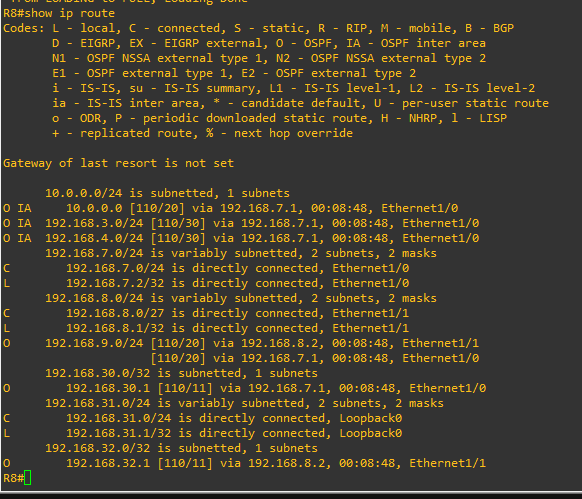 R8#show ip route
Codes: L - local, C - connected, S - static, R - RIP, M - mobile, B - BGP
       D - EIGRP, EX - EIGRP external, O - OSPF, IA - OSPF inter area
       N1 - OSPF NSSA external type 1, N2 - OSPF NSSA external type 2
       E1 - OSPF external type 1, E2 - OSPF external type 2
       i - IS-IS, su - IS-IS summary, L1 - IS-IS level-1, L2 - IS-IS level-2
       ia - IS-IS inter area, * - candidate default, U - per-user static route
       o - ODR, P - periodic downloaded static route, H - NHRP, l - LISP
       + - replicated route, % - next hop override
Gateway of last resort is not set
      10.0.0.0/24 is subnetted, 1 subnets
O IA     10.0.0.0 [110/20] via 192.168.7.1, 00:08:48, Ethernet1/0
O IA  192.168.3.0/24 [110/30] via 192.168.7.1, 00:08:48, Ethernet1/0
O IA  192.168.4.0/24 [110/30] via 192.168.7.1, 00:08:48, Ethernet1/0
      192.168.7.0/24 is variably subnetted, 2 subnets, 2 masks
C        192.168.7.0/24 is directly connected, Ethernet1/0
L        192.168.7.2/32 is directly connected, Ethernet1/0
      192.168.8.0/24 is variably subnetted, 2 subnets, 2 masks
C        192.168.8.0/27 is directly connected, Ethernet1/1
L        192.168.8.1/32 is directly connected, Ethernet1/1
O     192.168.9.0/24 [110/20] via 192.168.8.2, 00:08:48, Ethernet1/1
                     [110/20] via 192.168.7.1, 00:08:48, Ethernet1/0
      192.168.30.0/32 is subnetted, 1 subnets
O        192.168.30.1 [110/11] via 192.168.7.1, 00:08:48, Ethernet1/0
      192.168.31.0/24 is variably subnetted, 2 subnets, 2 masks
C        192.168.31.0/24 is directly connected, Loopback0
L        192.168.31.1/32 is directly connected, Loopback0
      192.168.32.0/32 is subnetted, 1 subnets
O        192.168.32.1 [110/11] via 192.168.8.2, 00:08:48, Ethernet1/1
R8#